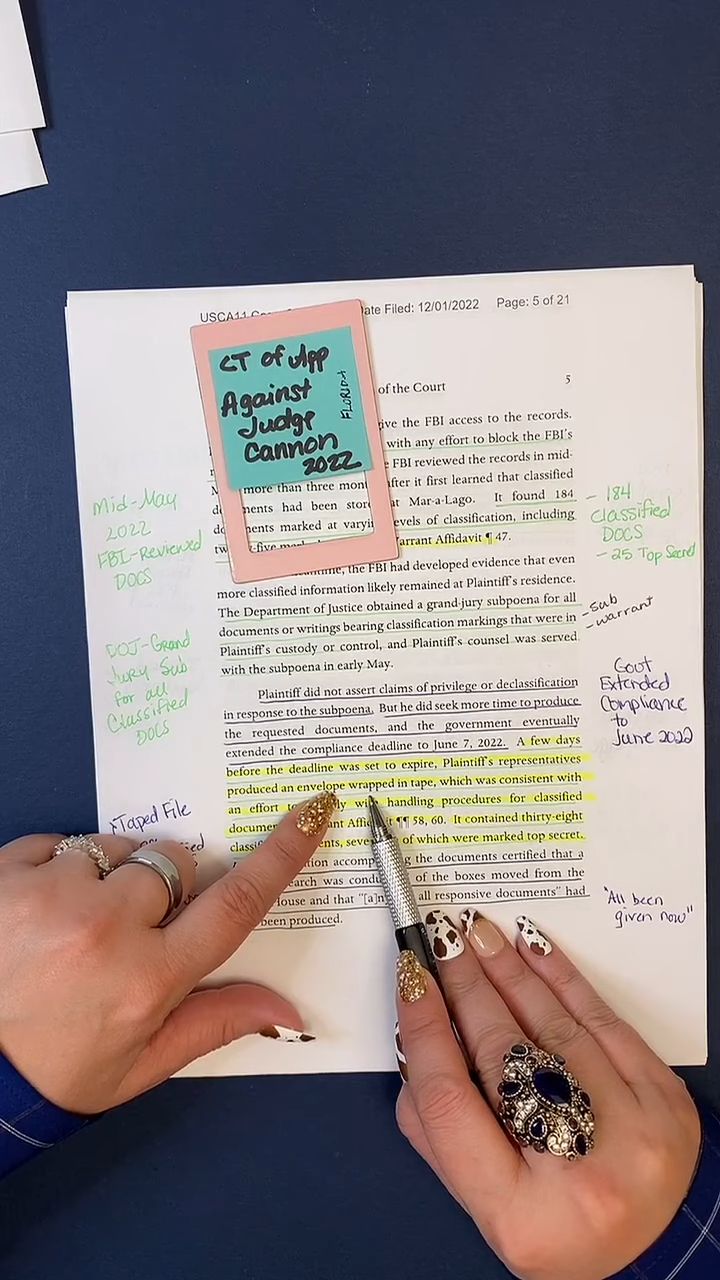 USCA11 Date Filed: 12/01/2022 Page: 5 of 21
CT of App
Against
Judge
Cannon
2022
FLORIDA
of the Court 5
give the FBI access to the records.
with any effort to block the FBI's
FBI reviewed the records in mid-
more than three mon after it first learned that classified
had been store at Mar-a-Lago. It found 184
marked at varyi levels of classification, including
arrant Affidavit ¶ 47.
the FBI had developed evidence that even
more classified information likely remained at Plaintiff's residence.
The Department of Justice obtained a grand-jury subpoena for all
documents or writings bearing classification markings that were in
Plaintiff's custody or control, and Plaintiff's counsel was served
with the subpoena in early May.
Plaintiff did not assert claims of privilege or declassification
in response to the subpoena. But he did seek more time to produce
the requested documents, and the government eventually
extended the compliance deadline to June 7, 2022. A few days
before the deadline was set to expire, Plaintiff's representatives
produced an envelope wrapped in tape, which was consistent with
an effort to ly with handling procedures for classified
documen ant Affid ¶¶ 58, 60. It contained thirty-eight
classif ents, seve of which were marked top secret.
tion accomp the documents certified that a
earch was condu of the boxes moved from the
House and that "[a]n all responsive documents" had
been produced.
Mid-May
2022
FBI-Reviewed
DOCS
DOJ-Grand
Jury Sub
for all
Classified
DOCS
Taped File
- 184
Classified
DOCS
- 25 Top Secret
- sub
- warrant
Govt
Extended
Compliance
to
June 2022
"All been
given now"